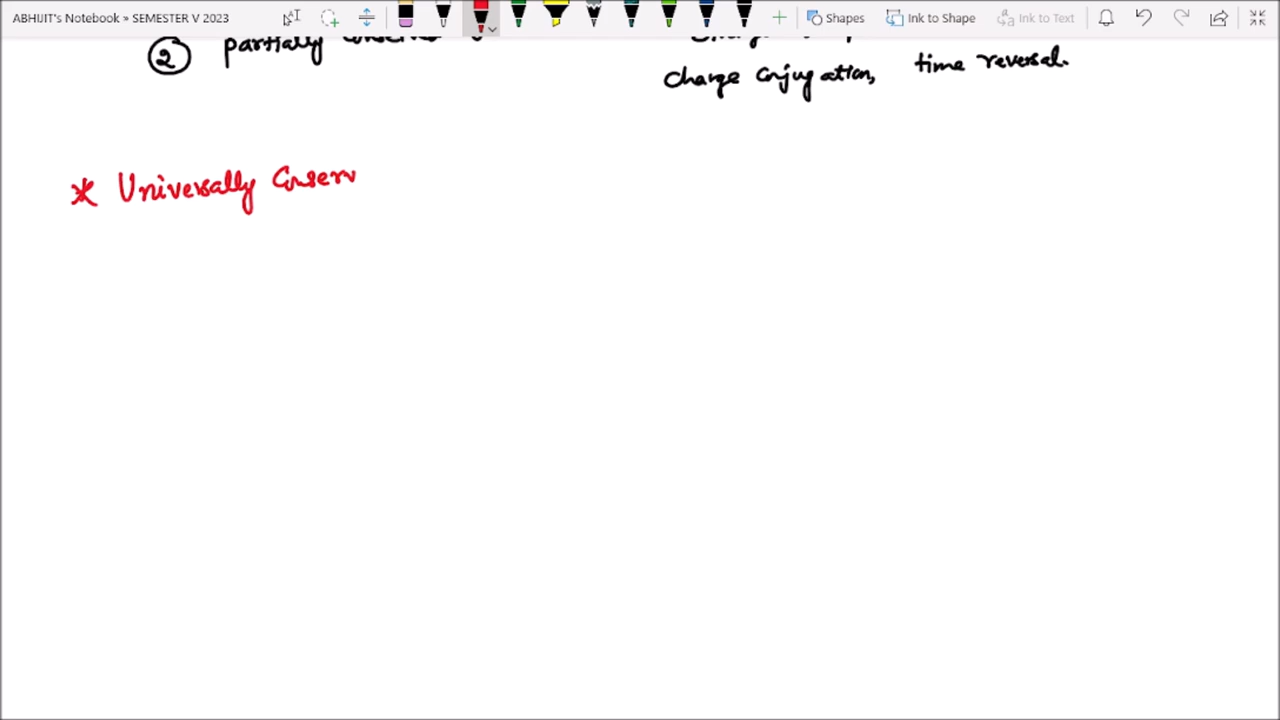 ABHIJIT's Notebook » SEMESTER V 2023
Shapes
Ink to Shape
Ink to Text
② partially
charge conjugation, time reversal.
* Universally Conserv